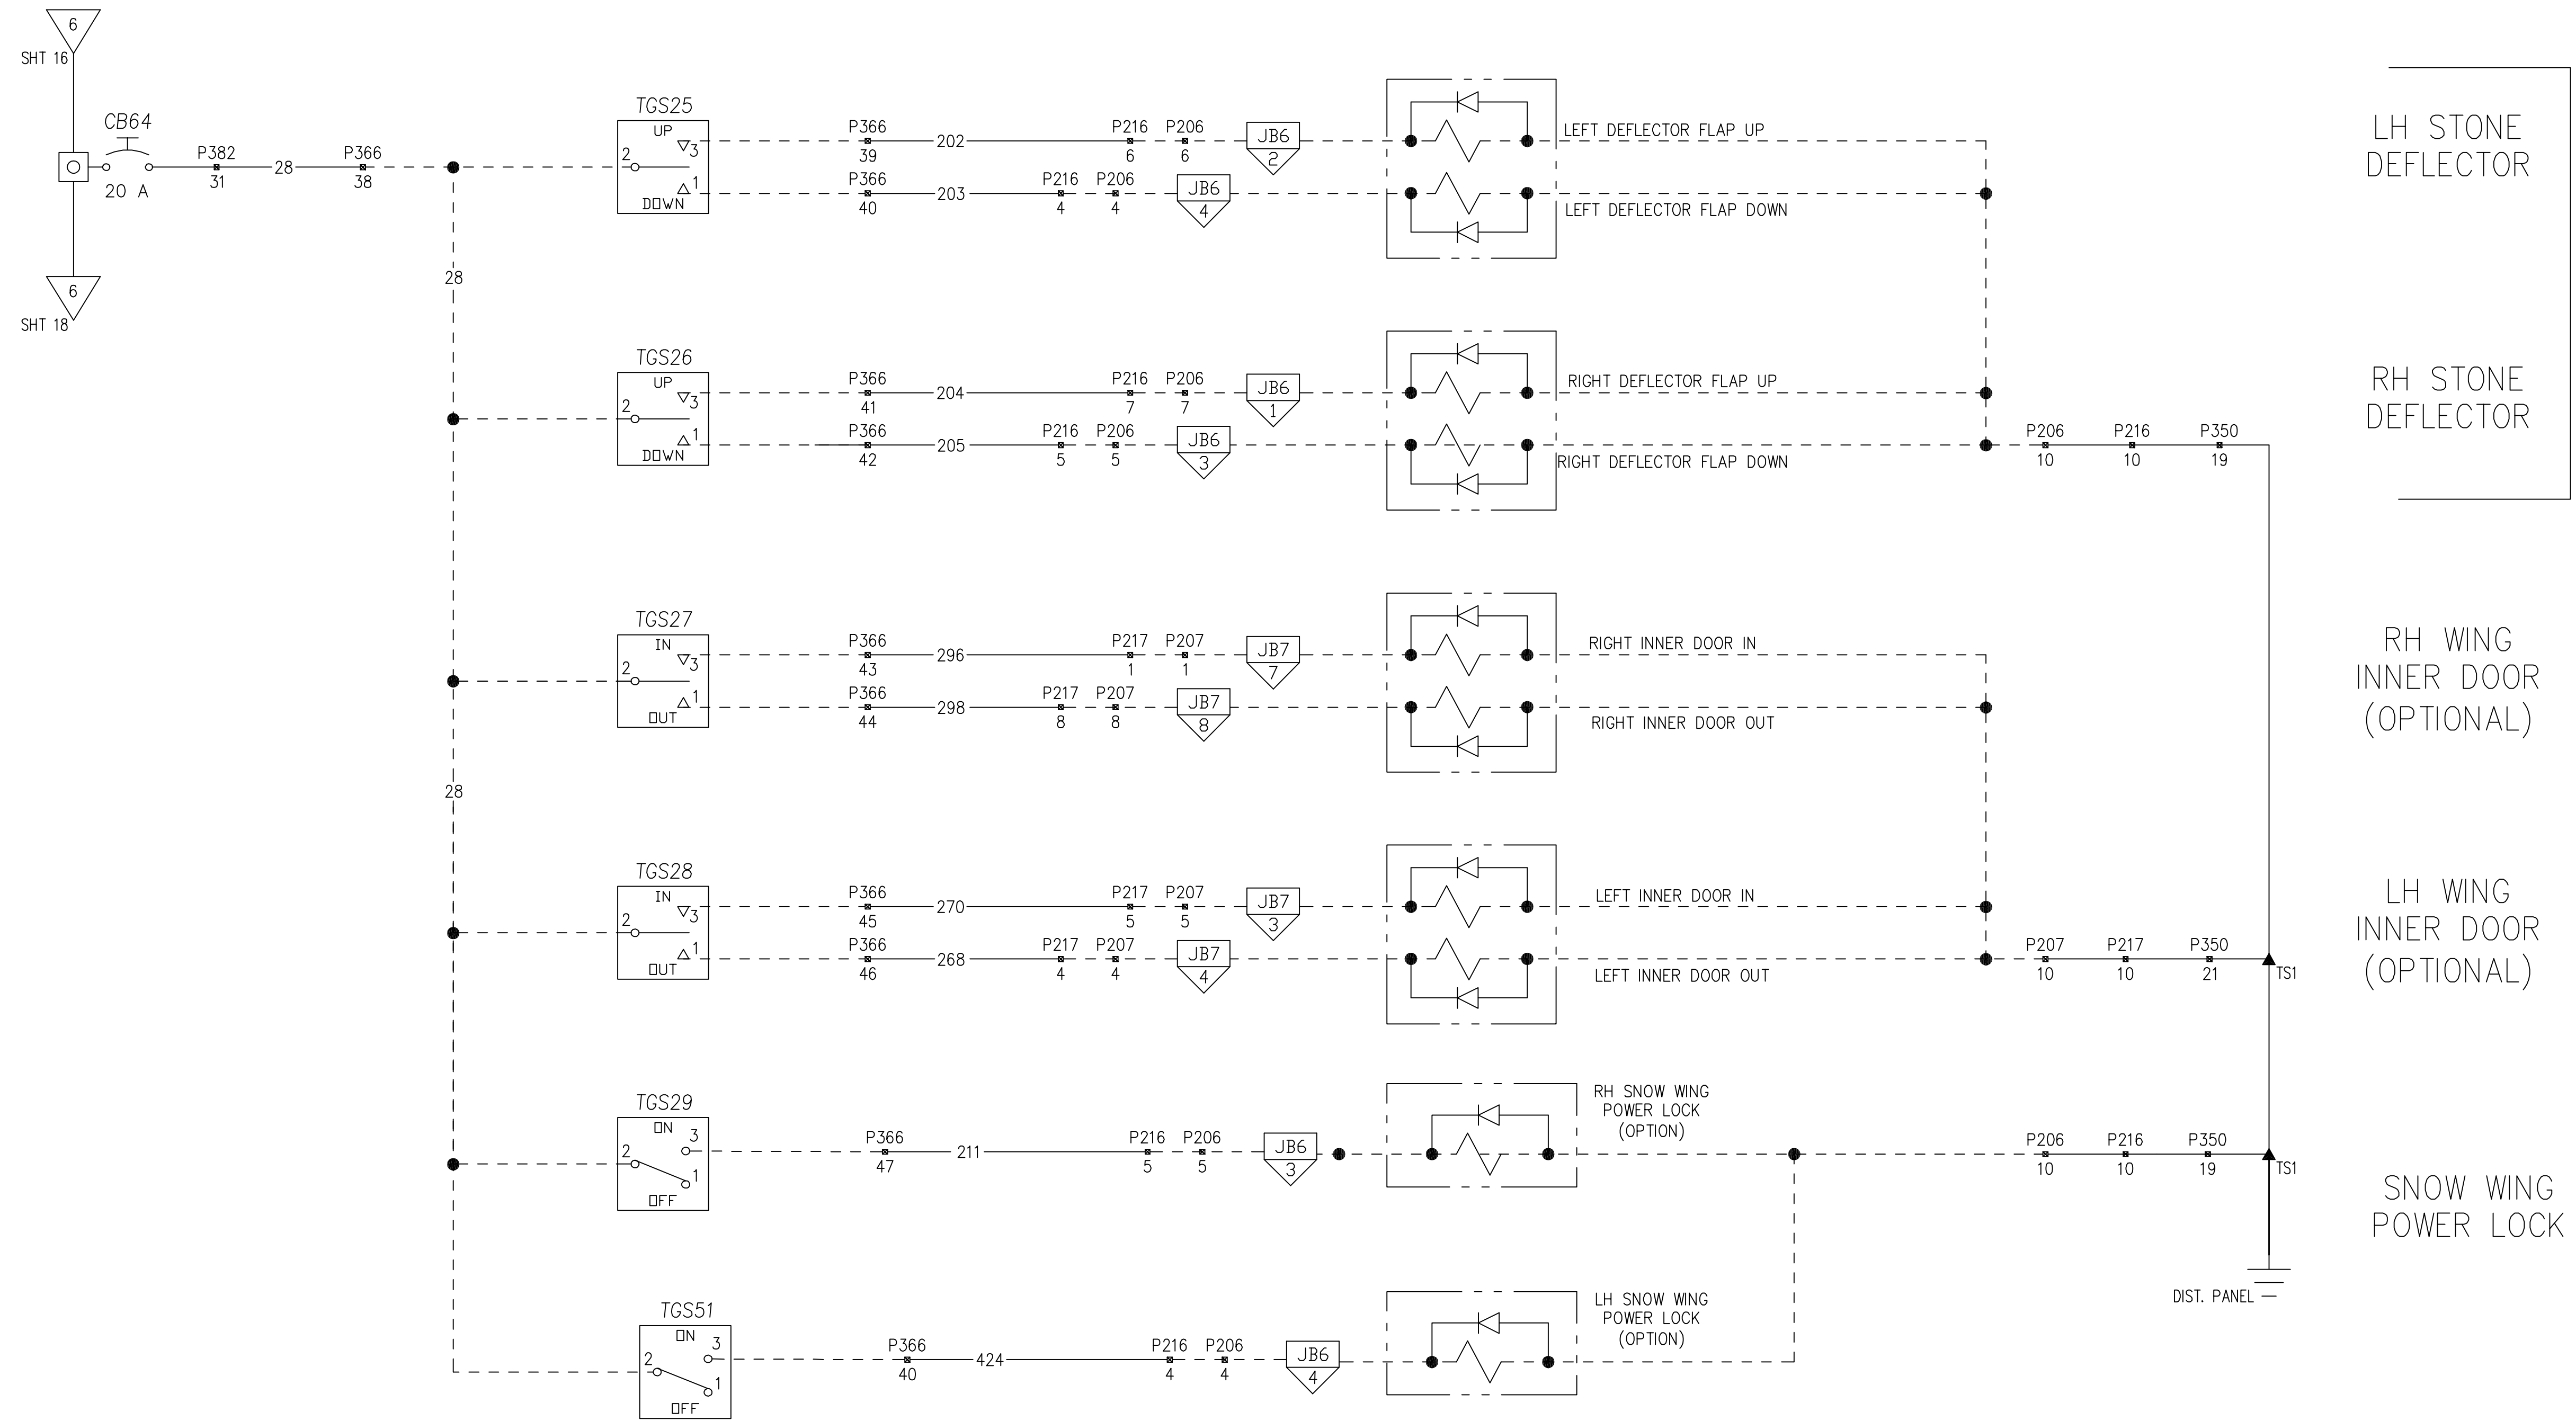 6
SHT 16
CB64
20 A
P382
31
28
P366
38
6
SHT 18
28
28
TGS25
UP
2
3
1
DOWN
P366
39
202
P216
6
P206
6
JB6
2
LEFT DEFLECTOR FLAP UP
P366
40
203
P216
4
P206
4
JB6
4
LEFT DEFLECTOR FLAP DOWN
LH STONE
DEFLECTOR
TGS26
UP
2
3
1
DOWN
P366
41
204
P216
7
P206
7
JB6
1
RIGHT DEFLECTOR FLAP UP
P366
42
205
P216
5
P206
5
JB6
3
RIGHT DEFLECTOR FLAP DOWN
P206
10
P216
10
P350
19
RH STONE
DEFLECTOR
TGS27
IN
2
3
1
OUT
P366
43
296
P217
1
P207
1
JB7
7
RIGHT INNER DOOR IN
P366
44
298
P217
8
P207
8
JB7
8
RIGHT INNER DOOR OUT
RH WING
INNER DOOR
(OPTIONAL)
TGS28
IN
2
3
1
OUT
P366
45
270
P217
5
P207
5
JB7
3
LEFT INNER DOOR IN
P366
46
268
P217
4
P207
4
JB7
4
LEFT INNER DOOR OUT
P207
10
P217
10
P350
21
TS1
LH WING
INNER DOOR
(OPTIONAL)
TGS29
ON
2
3
1
OFF
P366
47
211
P216
5
P206
5
JB6
3
RH SNOW WING
POWER LOCK
(OPTION)
P206
10
P216
10
P350
19
TS1
SNOW WING
POWER LOCK
TGS51
ON
2
3
1
OFF
P366
40
424
P216
4
P206
4
JB6
4
LH SNOW WING
POWER LOCK
(OPTION)
DIST. PANEL